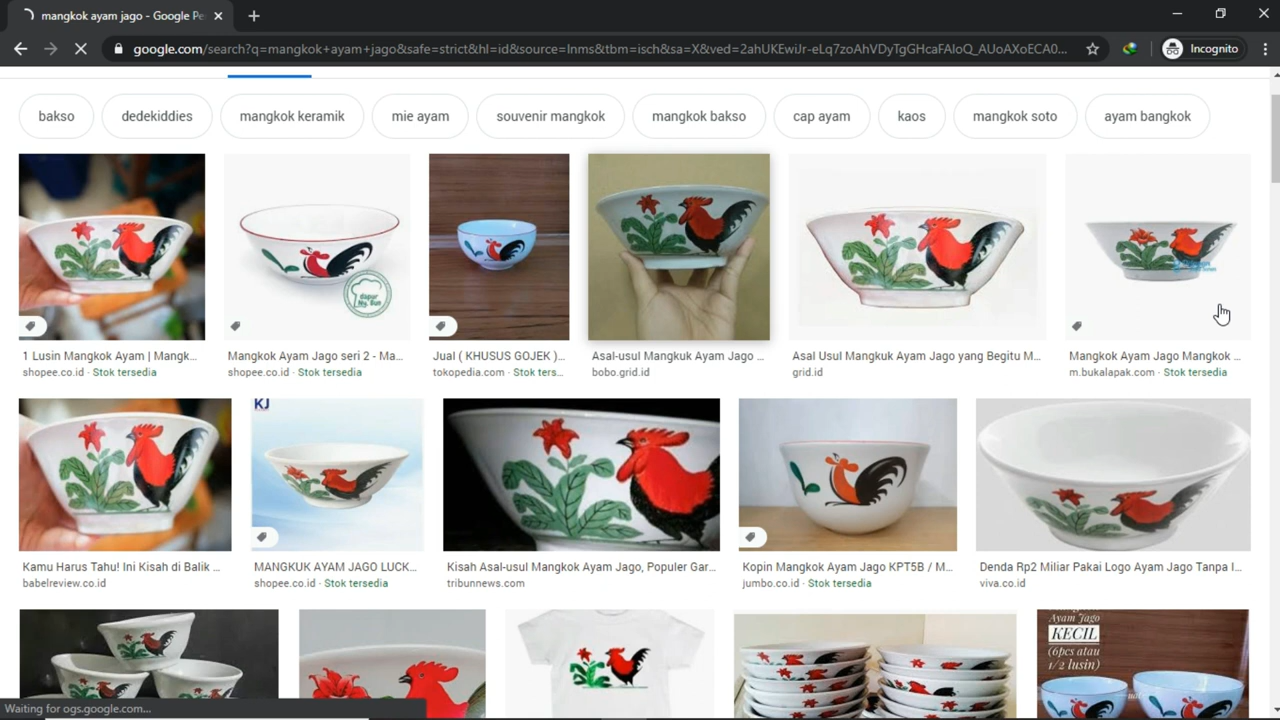 mangkok ayam jago - Google Pe
google.com/search?q=mangkok+ayam+jago&safe=strict&hl=id&source=lnms&tbm=isch&sa=X&ved=2ahUKEwiJr-eLq7zoAhVDyTgGHcaFAloQ_AUoAXoECA0...
Incognito
bakso
dedekiddies
mangkok keramik
mie ayam
souvenir mangkok
mangkok bakso
cap ayam
kaos
mangkok soto
ayam bangkok
dapur
Ny. Sun
1 Lusin Mangkok Ayam | Mangk...
shopee.co.id · Stok tersedia
Mangkok Ayam Jago seri 2 - Ma...
shopee.co.id · Stok tersedia
Jual ( KHUSUS GOJEK )...
tokopedia.com · Stok ters...
Asal-usul Mangkuk Ayam Jago ...
bobo.grid.id
Asal Usul Mangkuk Ayam Jago yang Begitu M...
grid.id
Mangkok Ayam Jago Mangkok ...
m.bukalapak.com · Stok tersedia
KJ
Kamu Harus Tahu! Ini Kisah di Balik ...
babelreview.co.id
MANGKUK AYAM JAGO LUCK...
shopee.co.id · Stok tersedia
Kisah Asal-usul Mangkok Ayam Jago, Populer Gar...
tribunnews.com
Kopin Mangkok Ayam Jago KPT5B / M...
jumbo.co.id · Stok tersedia
Denda Rp2 Miliar Pakai Logo Ayam Jago Tanpa I...
viva.co.id
Ayam Jago
KECIL
(6pcs atau
1/2 lusin)
Waiting for ogs.google.com...